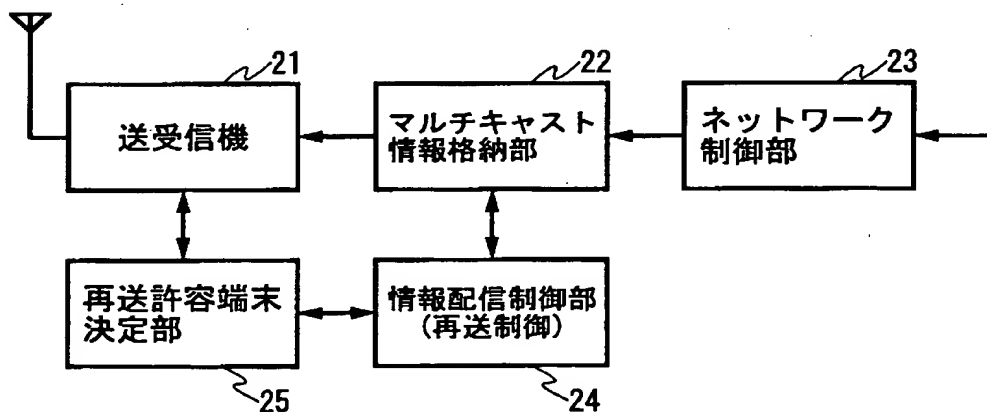 21
22
23
送受信機
マルチキャスト
情報格納部
ネットワーク
制御部
再送許容端末
決定部
情報配信制御部
(再送制御)
25
24